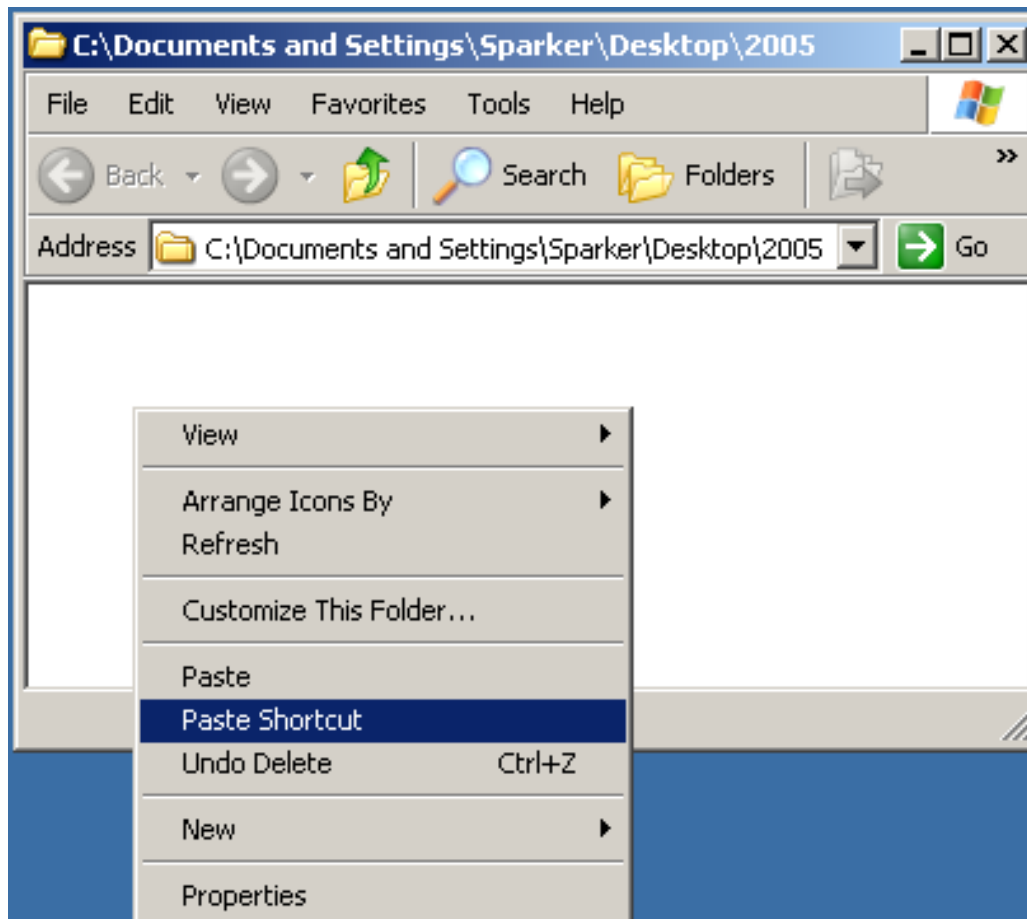 C:\Documents and Settings\Sparker\Desktop\2005
File Edit View Favorites Tools Help
Back Search Folders »
Address C:\Documents and Settings\Sparker\Desktop\2005 Go
View
Arrange Icons By
Refresh
Customize This Folder...
Paste
Paste Shortcut
Undo Delete Ctrl+Z
New
Properties